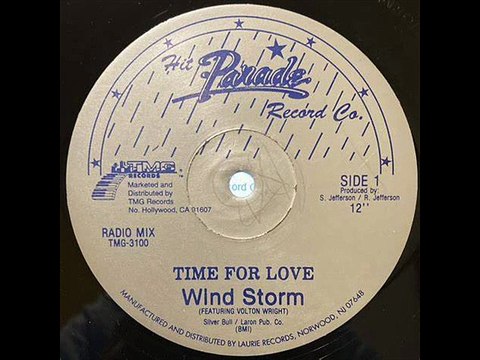 Hit Parade
Record Co.
TMG
RECORDS
Marketed and
Distributed by
TMG Records
No. Hollywood, CA 91607
SIDE 1
Produced by:
S. Jefferson / R. Jefferson
12''
ord C
RADIO MIX
TMG-3100
TIME FOR LOVE
WInd Storm
(FEATURING VOLTON WRIGHT)
Silver Bull / Laron Pub. Co.
(BMI)
MANUFACTURED AND DISTRIBUTED BY LAURIE RECORDS, NORWOOD, NJ 07648